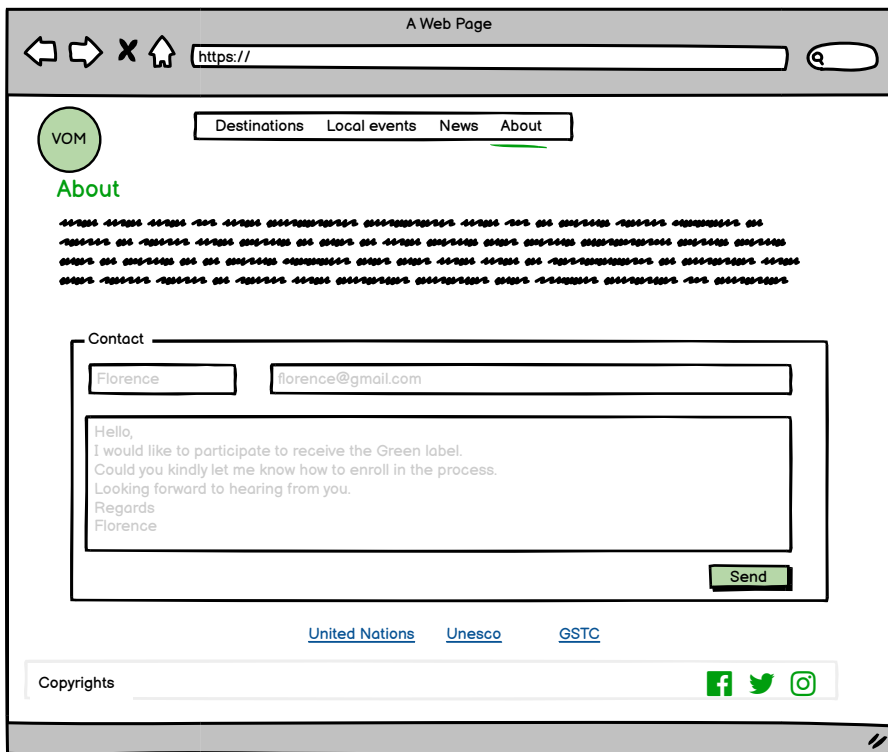 A Web Page
https://
VOM
Destinations Local events News About
About
Contact
Florence florence@gmail.com
Hello,
I would like to participate to receive the Green label.
Could you kindly let me know how to enroll in the process.
Looking forward to hearing from you.
Regards
Florence
Send
United Nations Unesco GSTC
Copyrights